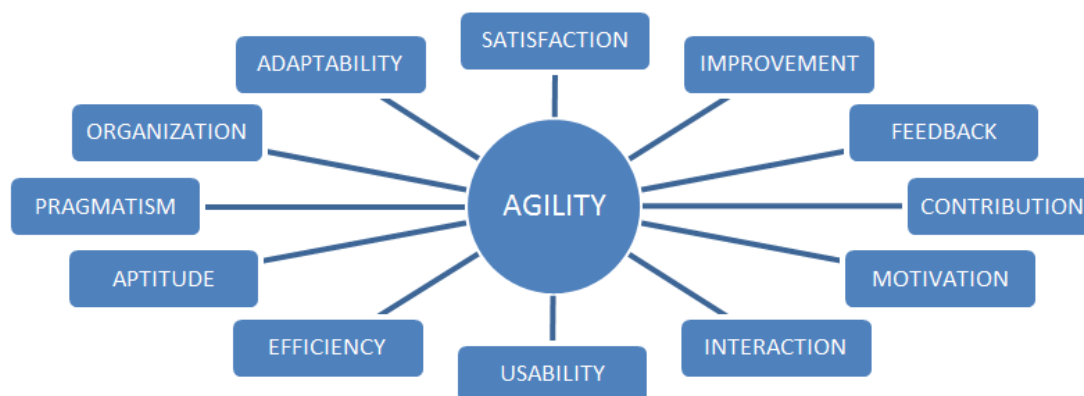 SATISFACTION
ADAPTABILITY
IMPROVEMENT
ORGANIZATION
FEEDBACK
PRAGMATISM
AGILITY
CONTRIBUTION
APTITUDE
MOTIVATION
EFFICIENCY
INTERACTION
USABILITY